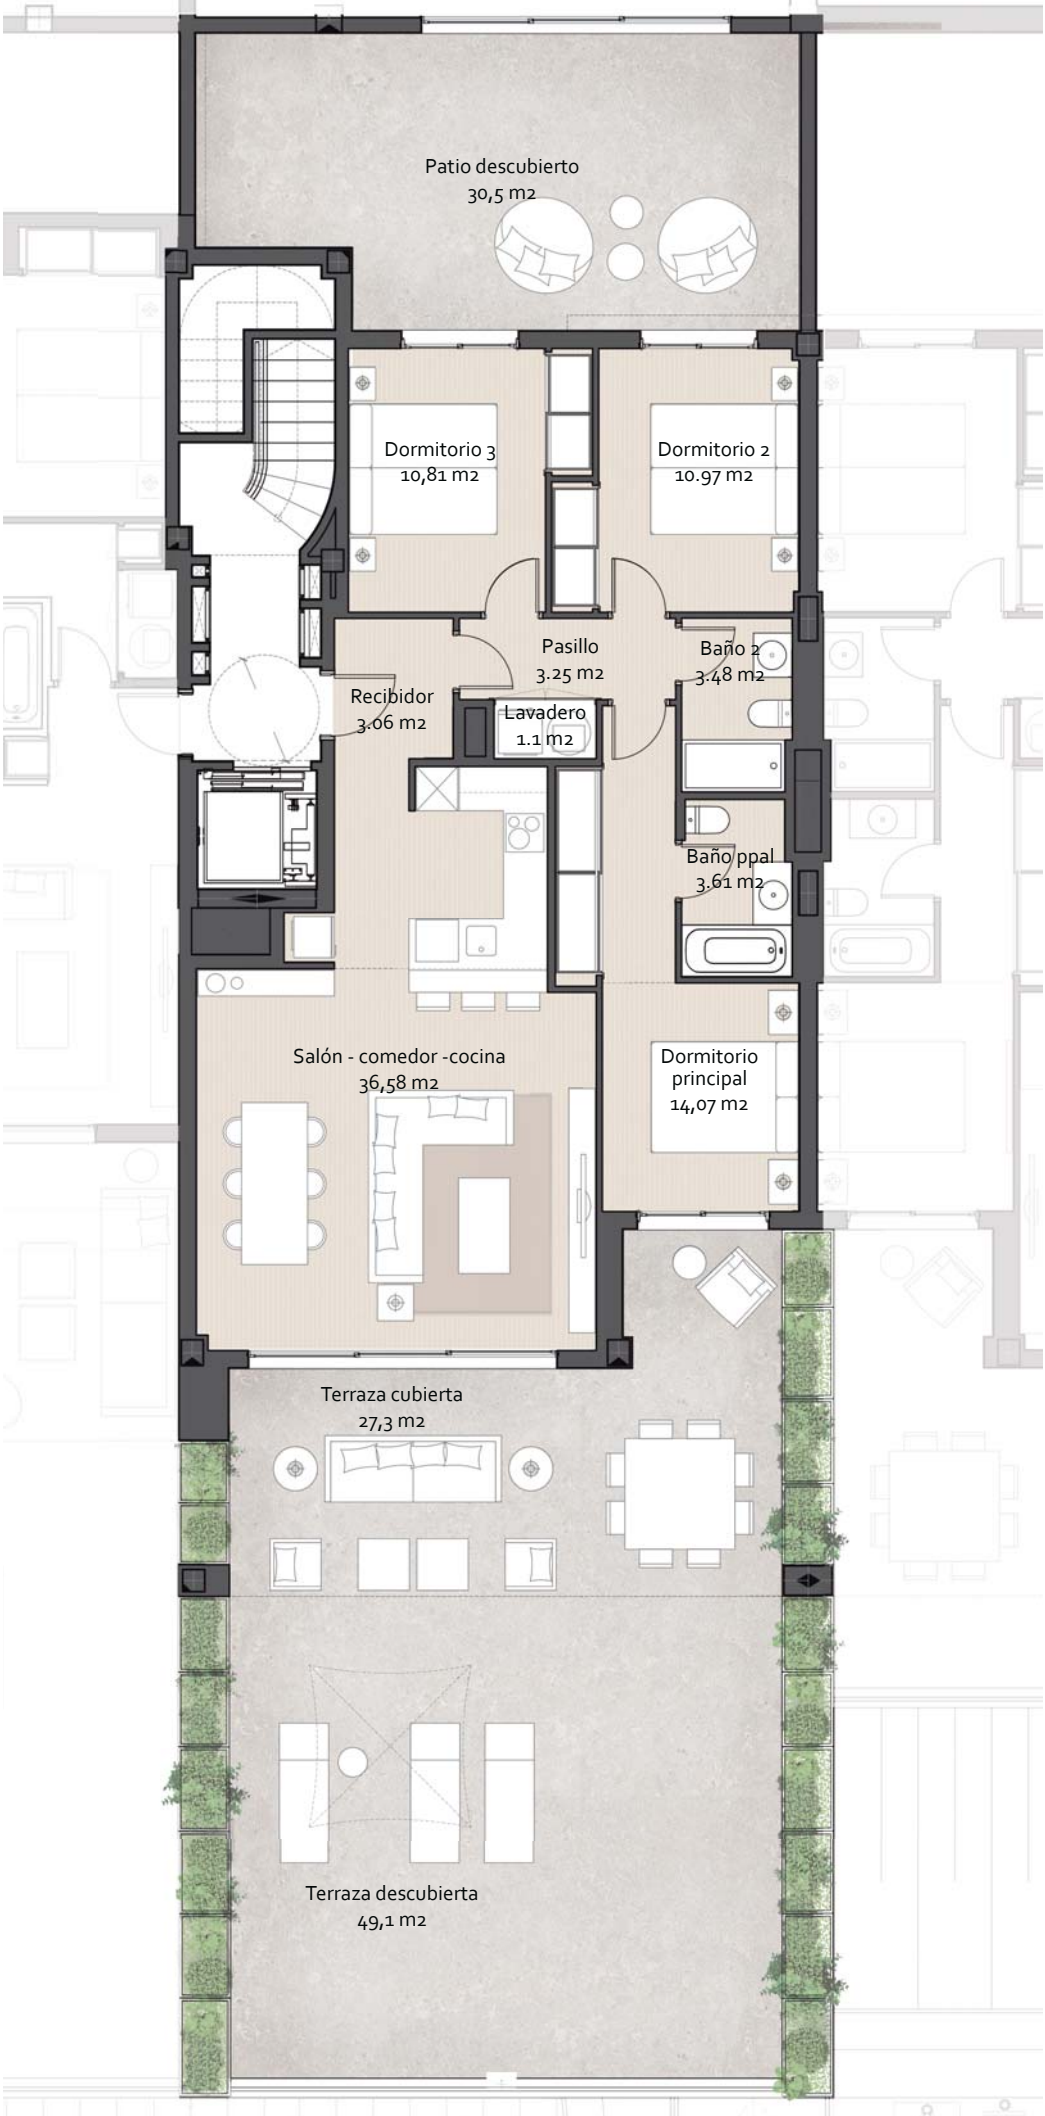 Patio descubierto
30,5 m2
Dormitorio 3
10,81 m2
Dormitorio 2
10.97 m2
Pasillo
3.25 m2
Baño 2
3.48 m2
Recibidor
3.06 m2
Lavadero
1.1 m2
Baño ppal
3.61 m2
Salón - comedor -cocina
36,58 m2
Dormitorio
principal
14,07 m2
Terraza cubierta
27,3 m2
Terraza descubierta
49,1 m2